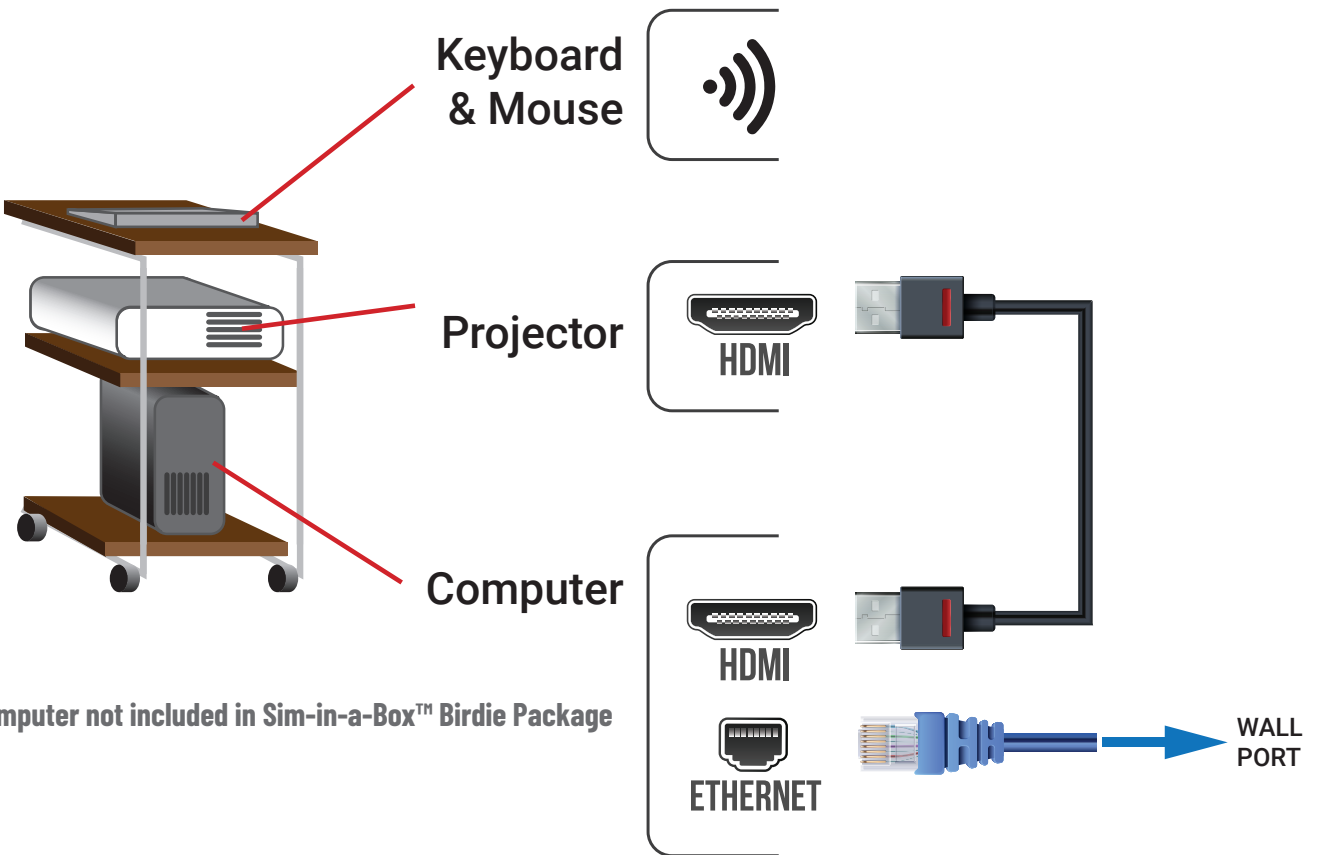 Keyboard
& Mouse
Projector
HDMI
Computer
HDMI
mputer not included in Sim-in-a-Box™ Birdie Package
ETHERNET
WALL
PORT